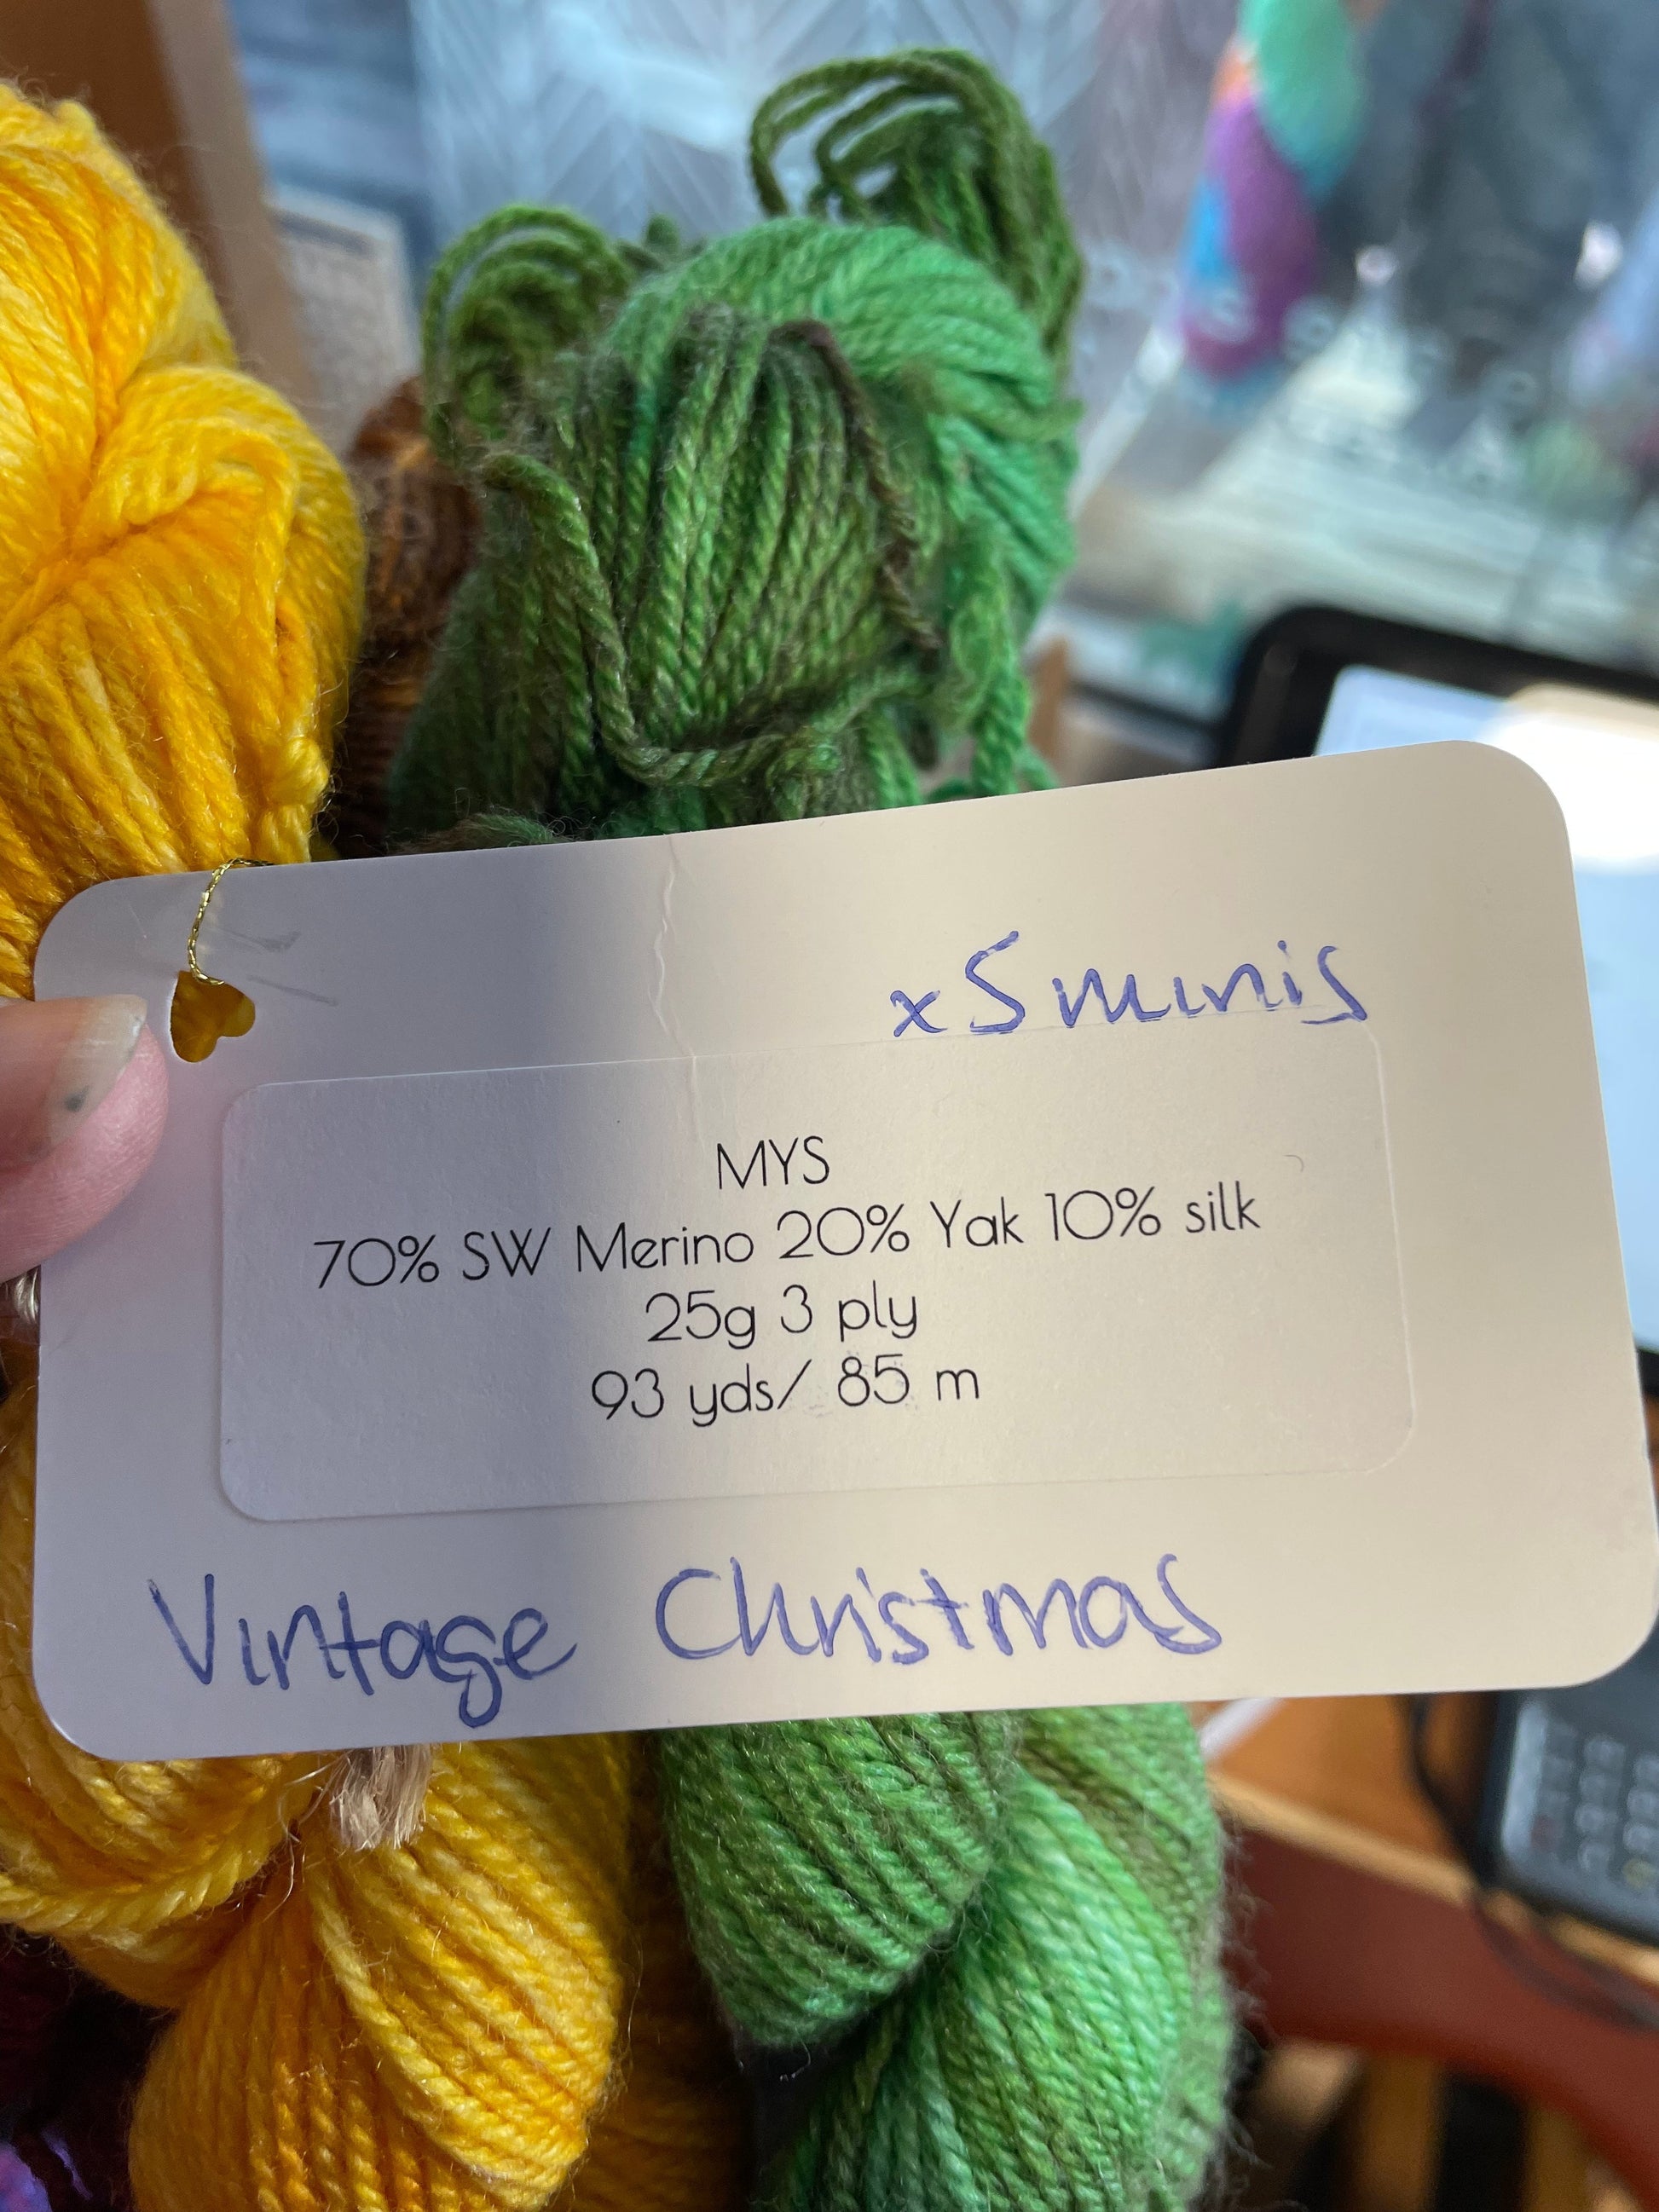 x5 minis
MYS
70% SW Merino 20% Yak 10% silk
25g 3 ply
93 yds/ 85 m
Vintage Christmas